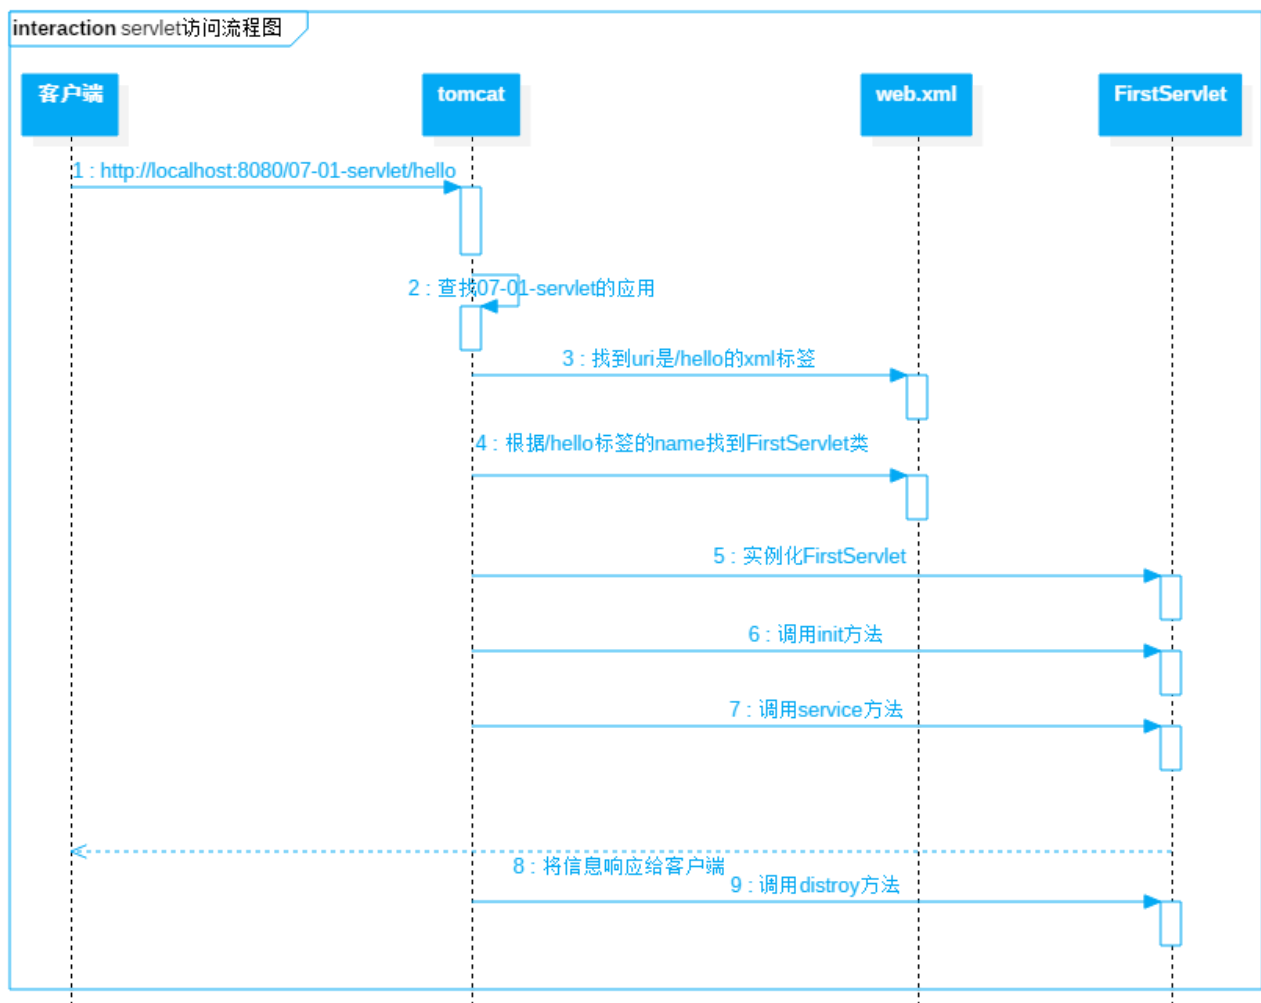 interaction servlet访问流程图
客户端
tomcat
web.xml
FirstServlet
1 : http://localhost:8080/07-01-servlet/hello
2 : 查找07-01-servlet的应用
3 : 找到uri是/hello的xml标签
4 : 根据/hello标签的name找到FirstServlet类
5 : 实例化FirstServlet
6 : 调用init方法
7 : 调用service方法
8 : 将信息响应给客户端
9 : 调用distroy方法